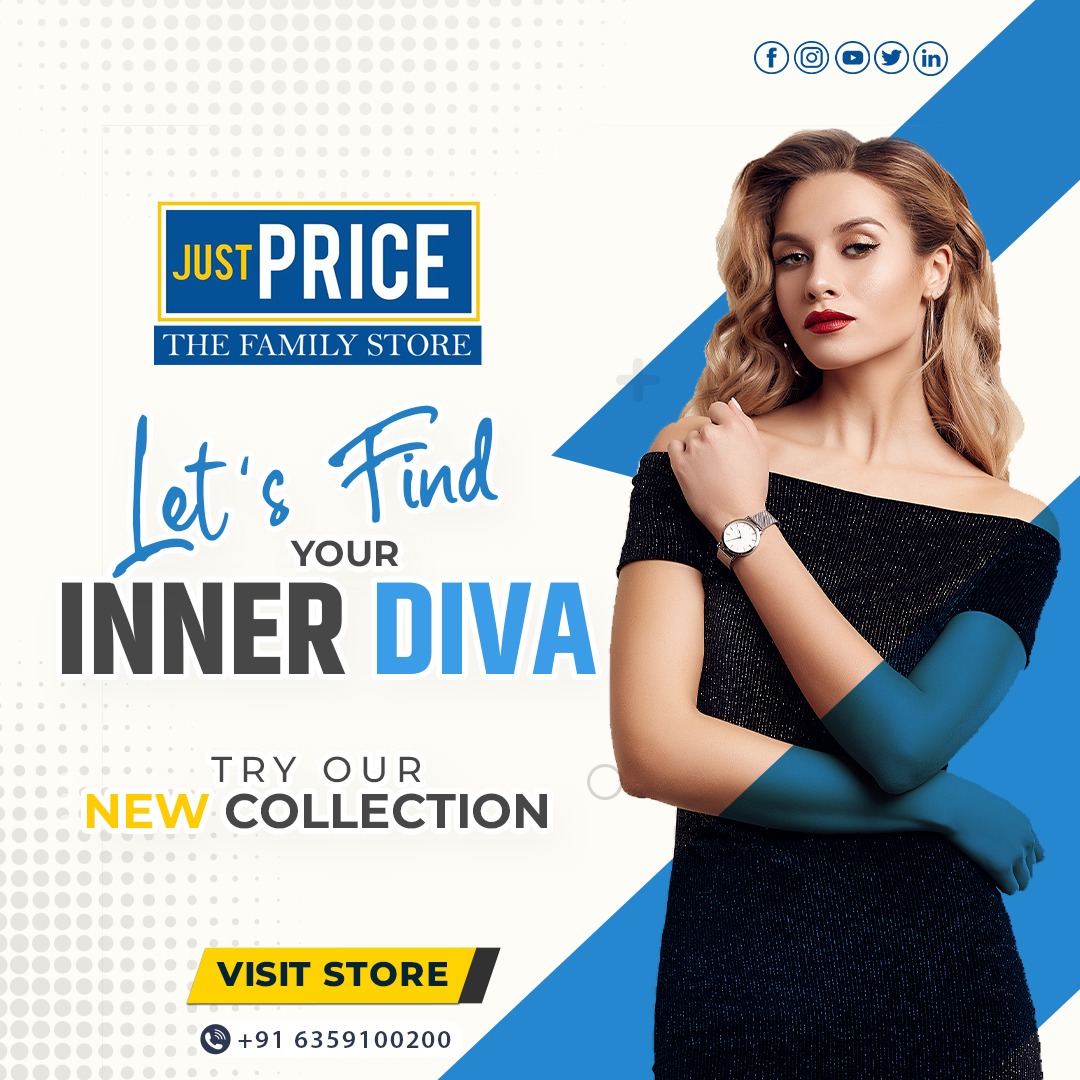 JUST PRICE
THE FAMILY STORE
Let's Find
YOUR
INNER DIVA
TRY OUR
NEW COLLECTION
VISIT STORE
+91 6359100200